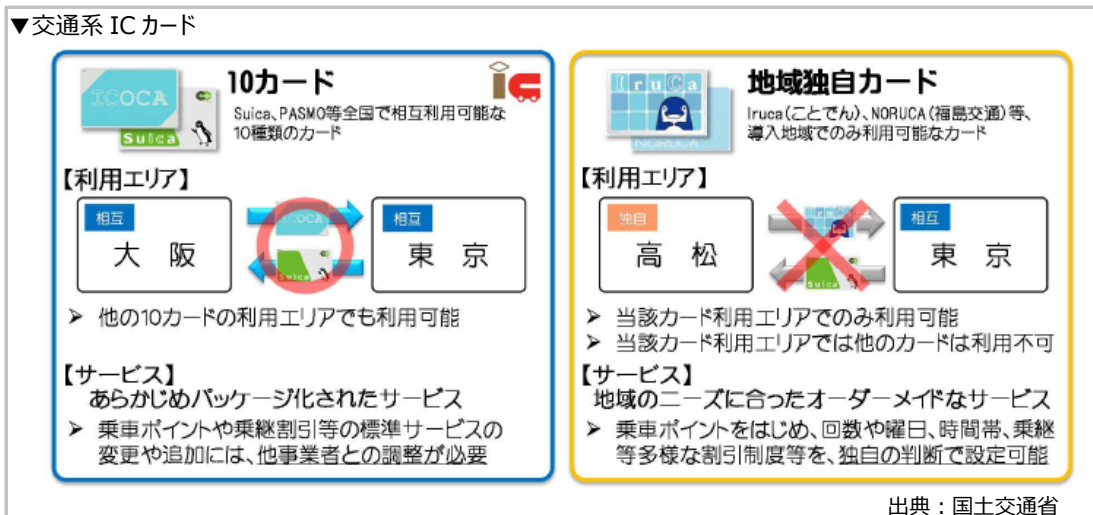 ▼交通系 IC カード
10カード
Suica、PASMO等全国で相互利用可能な
10種類のカード
ICOCA
Suica
【利用エリア】
相互
大 阪
ICOCA
Suica
相互
東 京
➤ 他の10カードの利用エリアでも利用可能
【サービス】
あらかじめパッケージ化されたサービス
➤ 乗車ポイントや乗継割引等の標準サービスの
変更や追加には、他事業者との調整が必要
地域独自カード
Iruca(ことでん)、NORUCA(福島交通)等、
導入地域でのみ利用可能なカード
IruCa
NORUCA
【利用エリア】
独自
高 松
IruCa
Suica
相互
東 京
➤ 当該カード利用エリアでのみ利用可能
➤ 当該カード利用エリアでは他のカードは利用不可
【サービス】
地域のニーズに合ったオーダーメイドなサービス
➤ 乗車ポイントをはじめ、回数や曜日、時間帯、乗継
等多様な割引制度等を、独自の判断で設定可能
出典：国土交通省